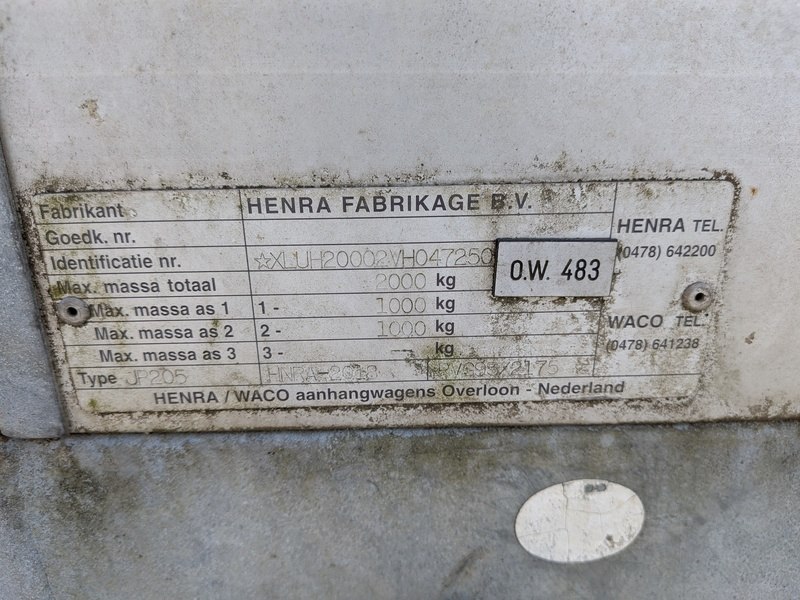 Fabrikant HENRA FABRIKAGE B.V.
Goedk. nr.
Identificatie nr. ☆XLUH20002VH047250
Max. massa totaal 2000 kg
Max. massa as 1 1 - 1000 kg
Max. massa as 2 2 - 1000 kg
Max. massa as 3 3 - — kg
Type JP205
HENRA / WACO aanhangwagens Overloon - Nederland
O.W. 483
HENRA TEL.
(0478) 642200
WACO TEL.
(0478) 641238